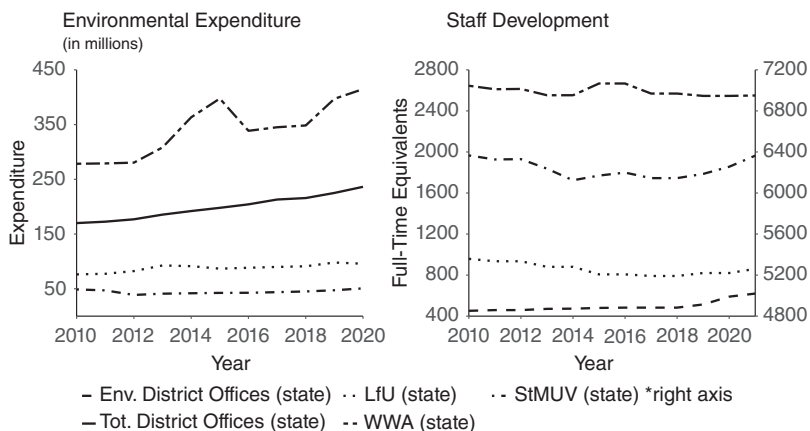 Environmental Expenditure
(in millions)
450
350
250
150
50
Expenditure
2010 2012 2014 2016 2018 2020
Year
Staff Development
2800
2400
2000
1600
1200
800
400
Full-Time Equivalents
7200
6400
6000
5600
5200
4800
2010 2012 2014 2016 2018 2020
Year
Env. District Offices (state) LfU (state) StMUV (state) *right axis
Tot. District Offices (state) WWA (state)